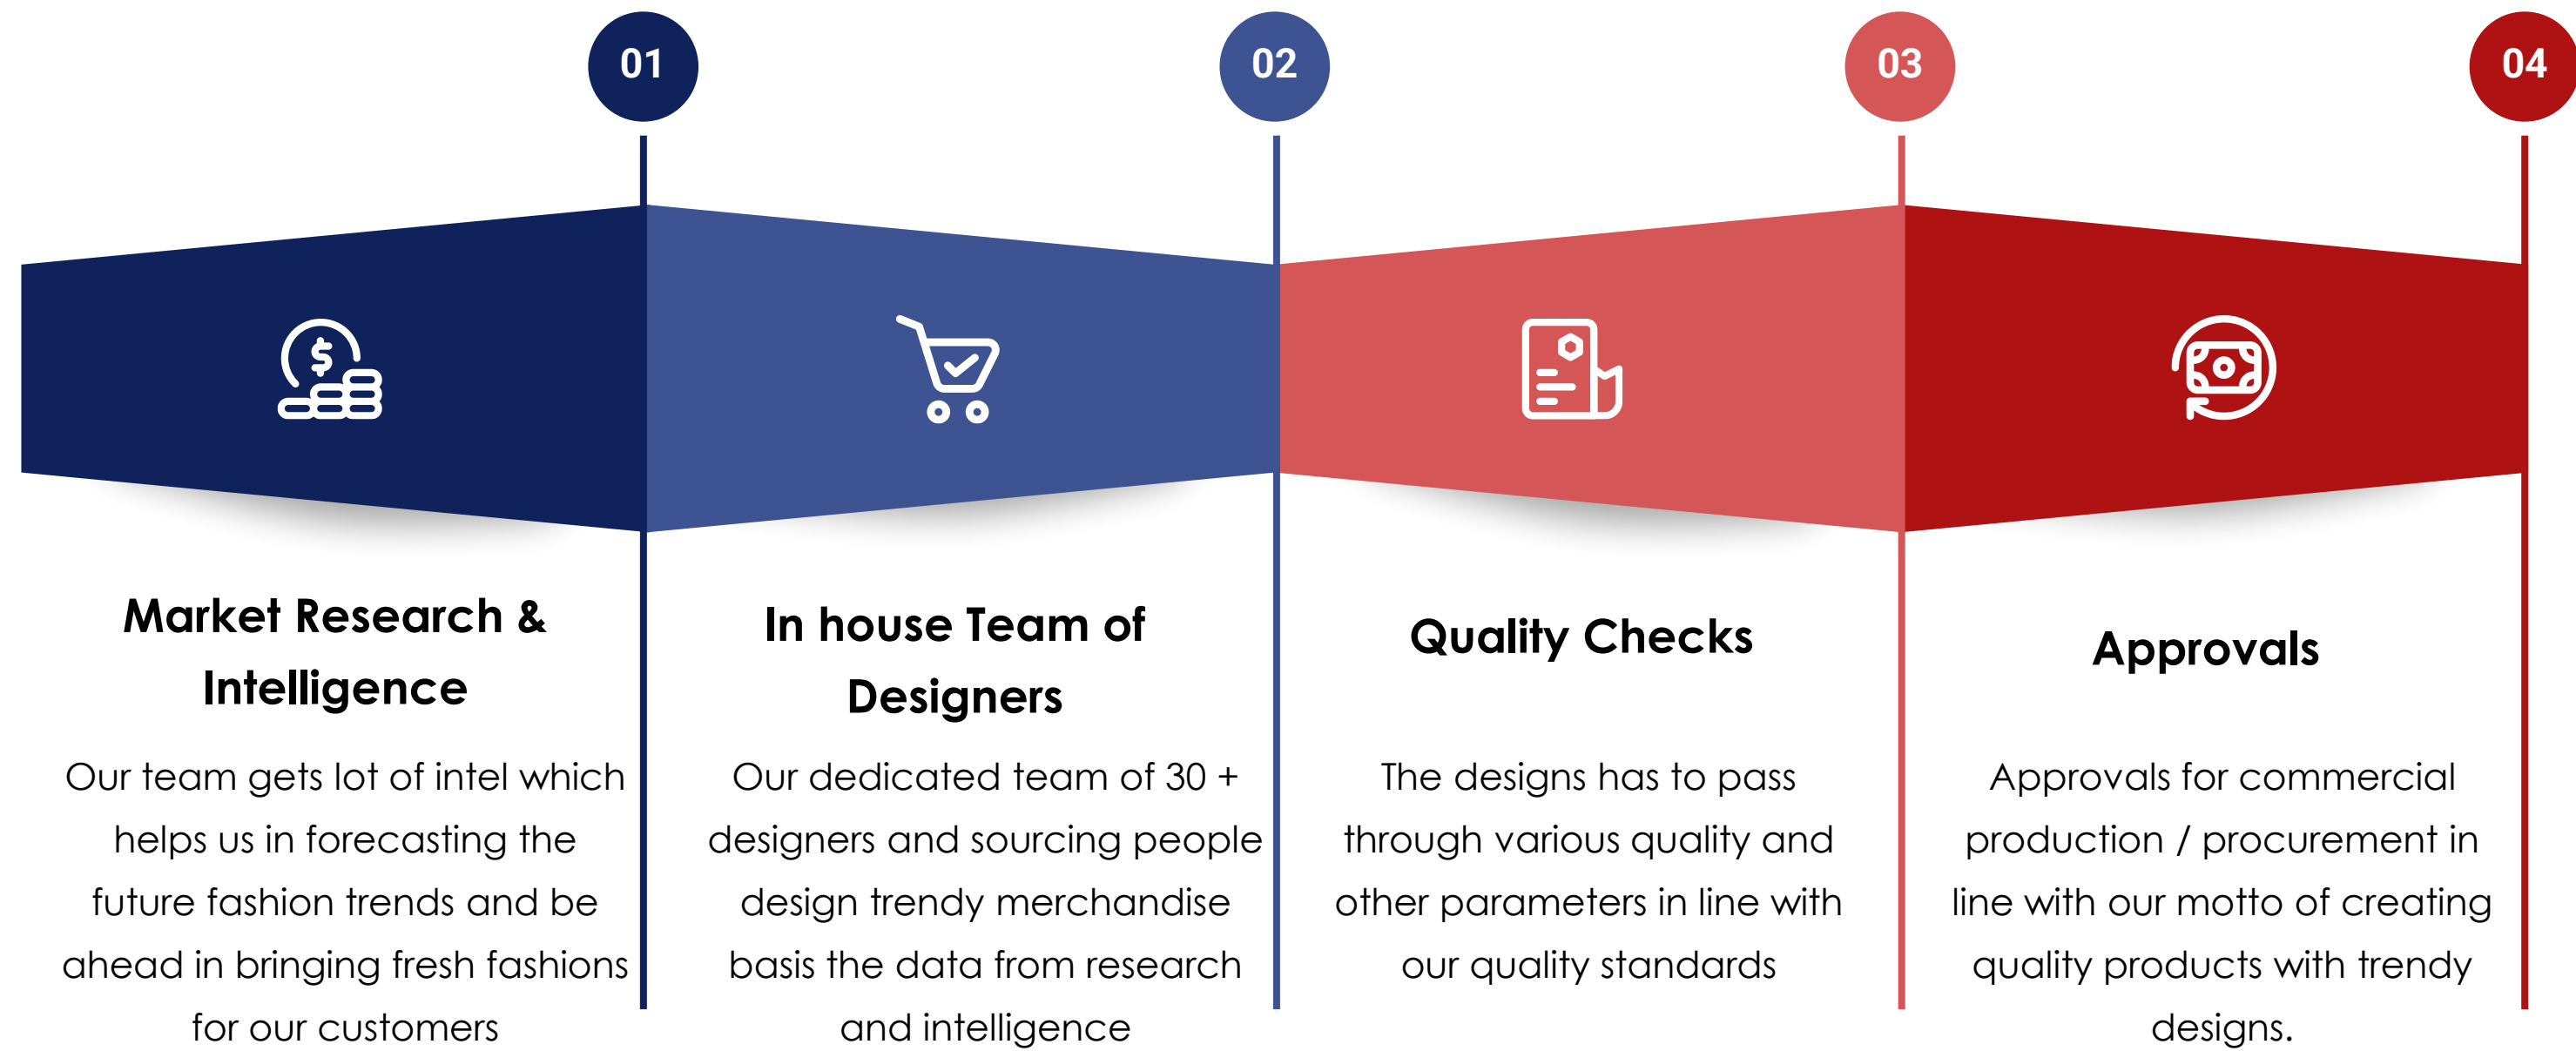 01
02
03
04
Market Research &
Intelligence
Our team gets lot of intel which
helps us in forecasting the
future fashion trends and be
ahead in bringing fresh fashions
for our customers
In house Team of
Designers
Our dedicated team of 30 +
designers and sourcing people
design trendy merchandise
basis the data from research
and intelligence
Quality Checks
The designs has to pass
through various quality and
other parameters in line with
our quality standards
Approvals
Approvals for commercial
production / procurement in
line with our motto of creating
quality products with trendy
designs.